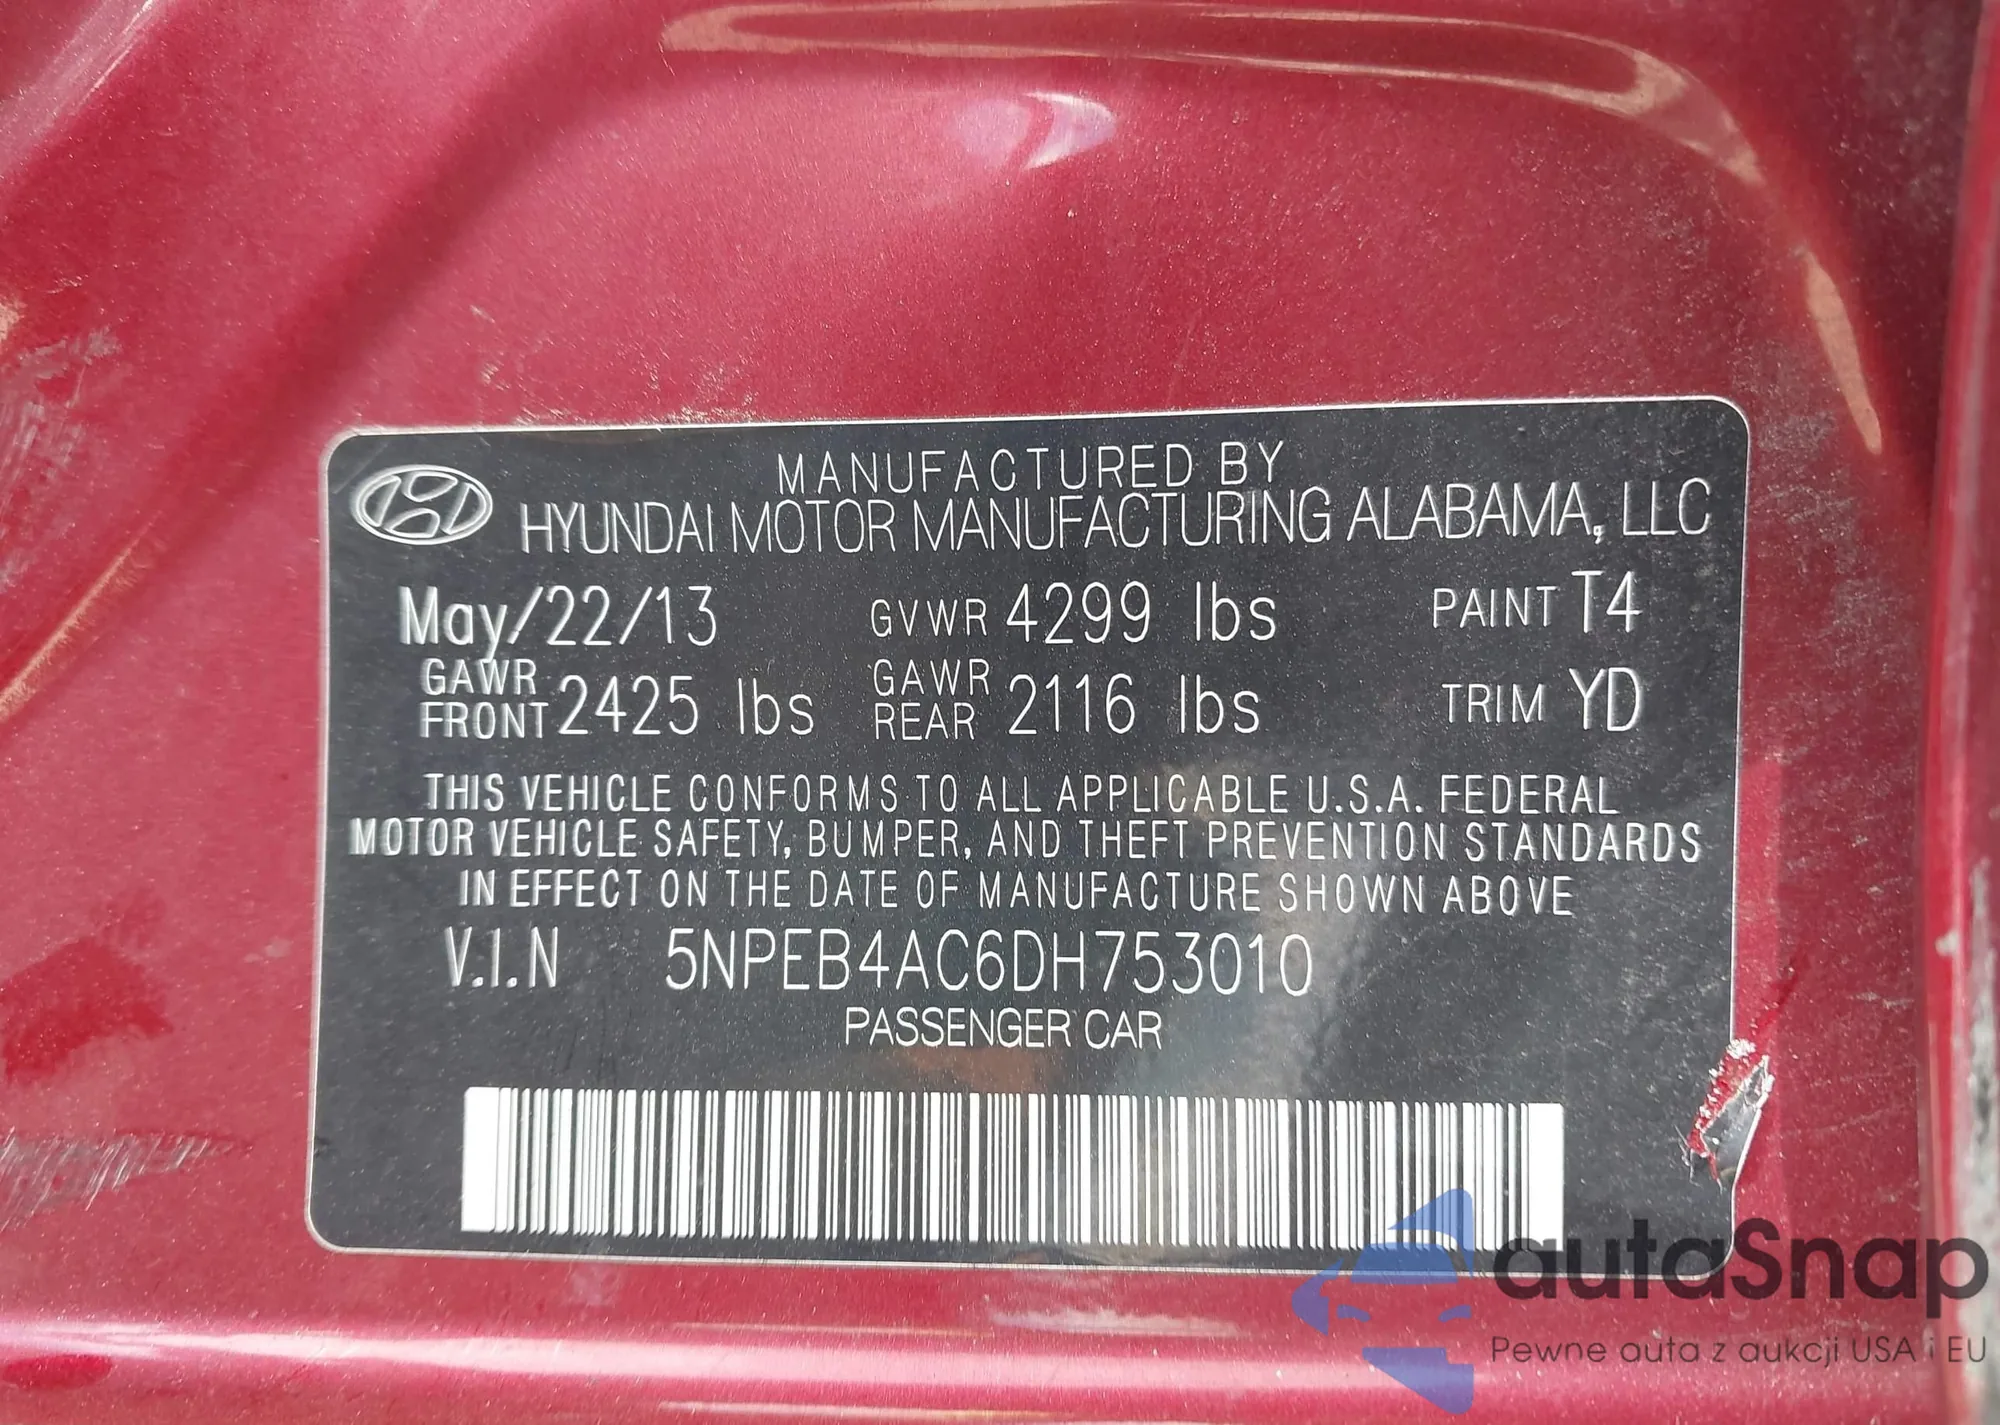 MANUFACTURED BY
HYUNDAI MOTOR MANUFACTURING ALABAMA, LLC
May/22/13 GVWR 4299 lbs PAINT T4
GAWR FRONT 2425 lbs GAWR REAR 2116 lbs TRIM YD
THIS VEHICLE CONFORMS TO ALL APPLICABLE U.S.A. FEDERAL
MOTOR VEHICLE SAFETY, BUMPER, AND THEFT PREVENTION STANDARDS
IN EFFECT ON THE DATE OF MANUFACTURE SHOWN ABOVE
V.I.N 5NPEB4AC6DH753010
PASSENGER CAR
autaSnap
Pewne auta z aukcji USA i EU